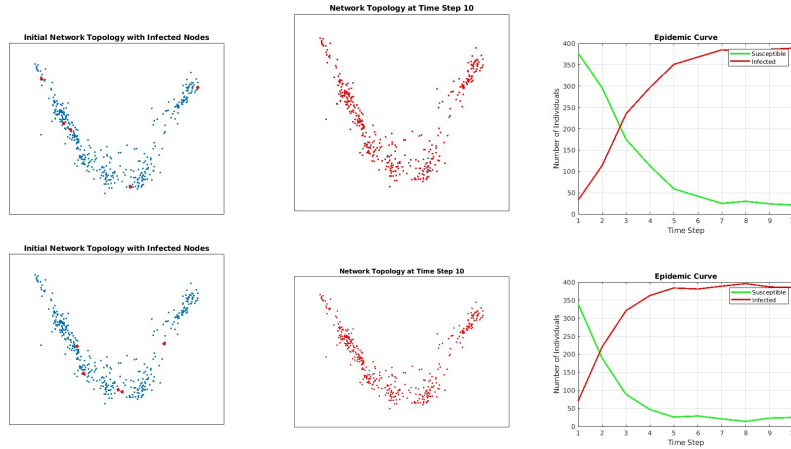 Initial Network Topology with Infected Nodes
Network Topology at Time Step 10
Epidemic Curve
Susceptible
Infected
Number of Individuals
400
350
300
250
200
150
100
50
0
1 2 3 4 5 6 7 8 9
Time Step
Initial Network Topology with Infected Nodes
Network Topology at Time Step 10
Epidemic Curve
Susceptible
Infected
Number of Individuals
400
350
300
250
200
150
100
50
0
1 2 3 4 5 6 7 8 9
Time Step